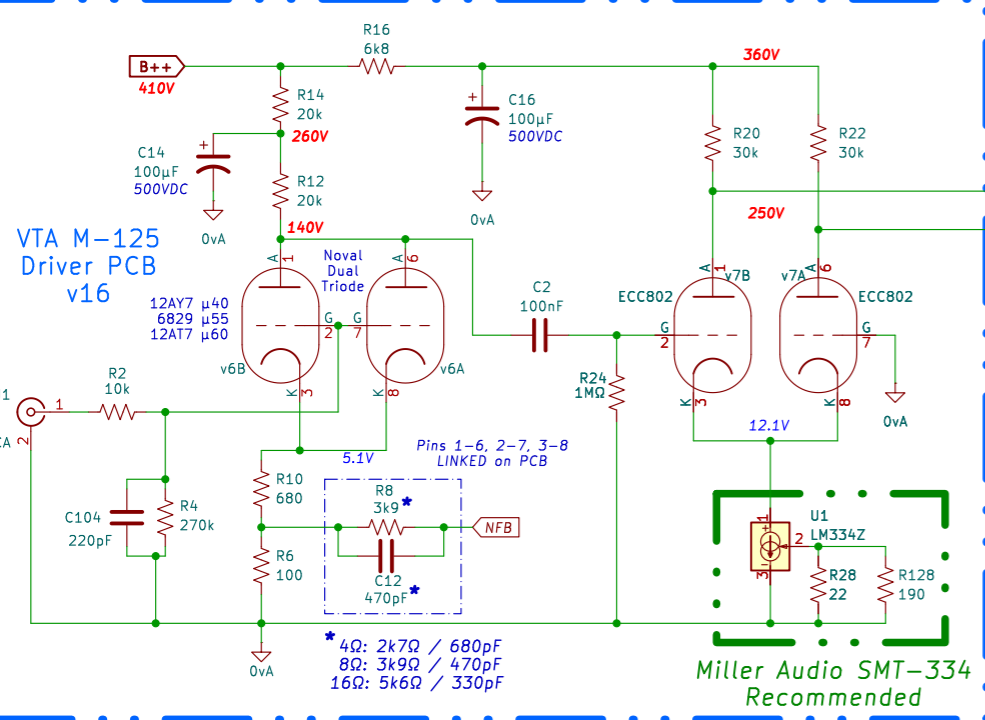 R16
6k8
B++
410V
360V
R14
20k
C16
100µF
500VDC
260V
C14
100µF
500VDC
R20
30k
R22
30k
R12
20k
0vA
0vA
140V
250V
VTA M-125
Driver PCB
v16
Noval
Dual
Triode
A
1
A
6
A
1
v7B
v7A
A
6
12AY7 µ40
6829 µ55
12AT7 µ60
C2
100nF
ECC802
ECC802
G
2
G
7
G
2
G
7
v6B
v6A
K
3
K
8
R2
10k
R24
1MΩ
K
3
K
8
0vA
1
1
2
CA
12.1V
5.1V
Pins 1-6, 2-7, 3-8
LINKED on PCB
R10
680
R8
3k9
*
NFB
C104
220pF
R4
270k
U1
LM334Z
1
+
2
-
3
R6
100
C12
470pF
*
R28
22
R128
190
0vA
* 4Ω: 2k7Ω / 680pF
8Ω: 3k9Ω / 470pF
16Ω: 5k6Ω / 330pF
Miller Audio SMT-334
Recommended